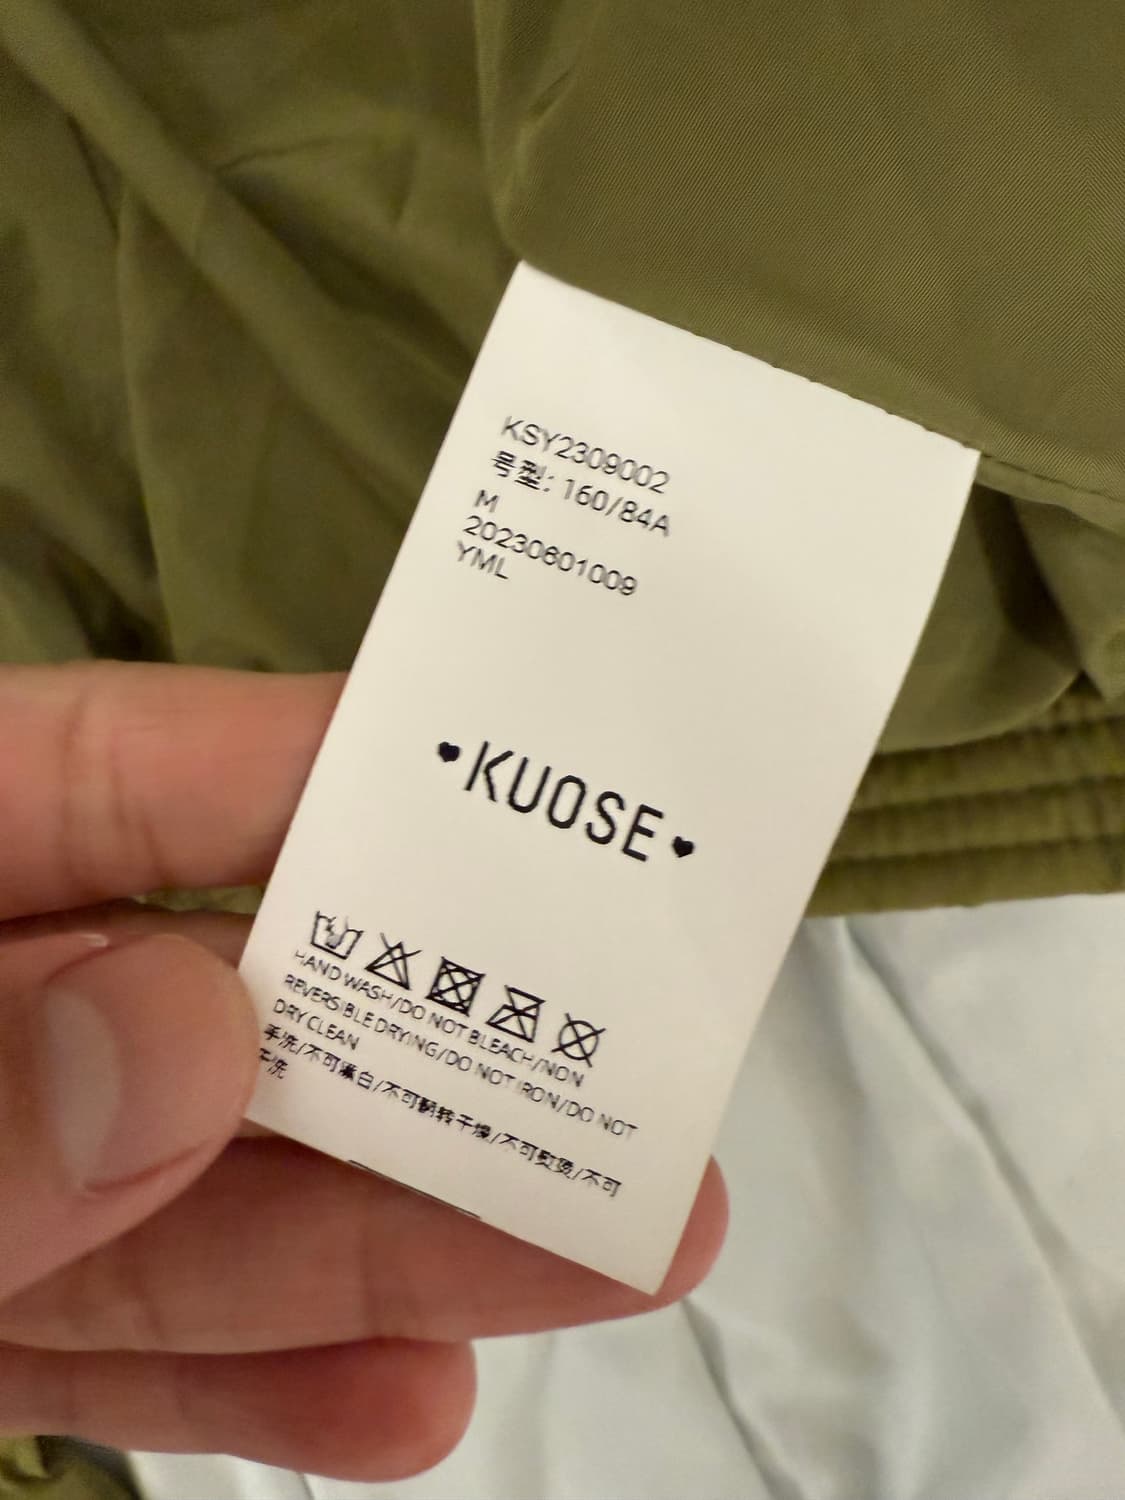 KSY2309002
号型: 160/84A
M
20230601009
YML
♥KUOSE♥
HAND WASH/DO NOT BLEACH/NON
REVERSIBLE DRYING/DO NOT IRON/DO NOT
DRY CLEAN
手洗/不可漂白/不可翻转干燥/不可熨烫/不可
干洗